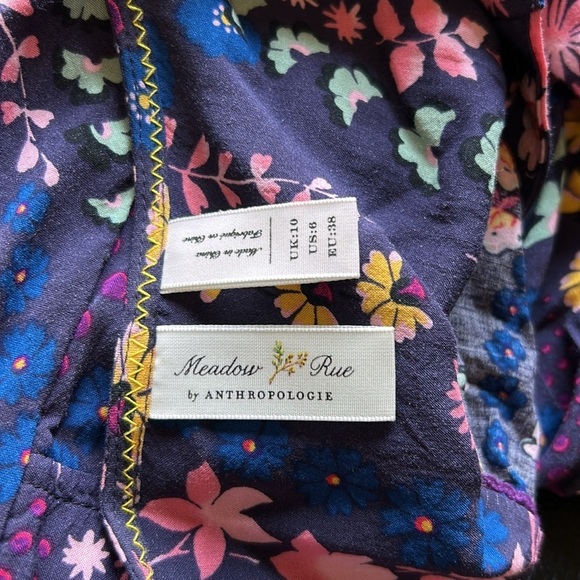 UK:10
US:6
EU:38
Made in China
Fabriqué en Chine
Meadow Rue
by ANTHROPOLOGIE